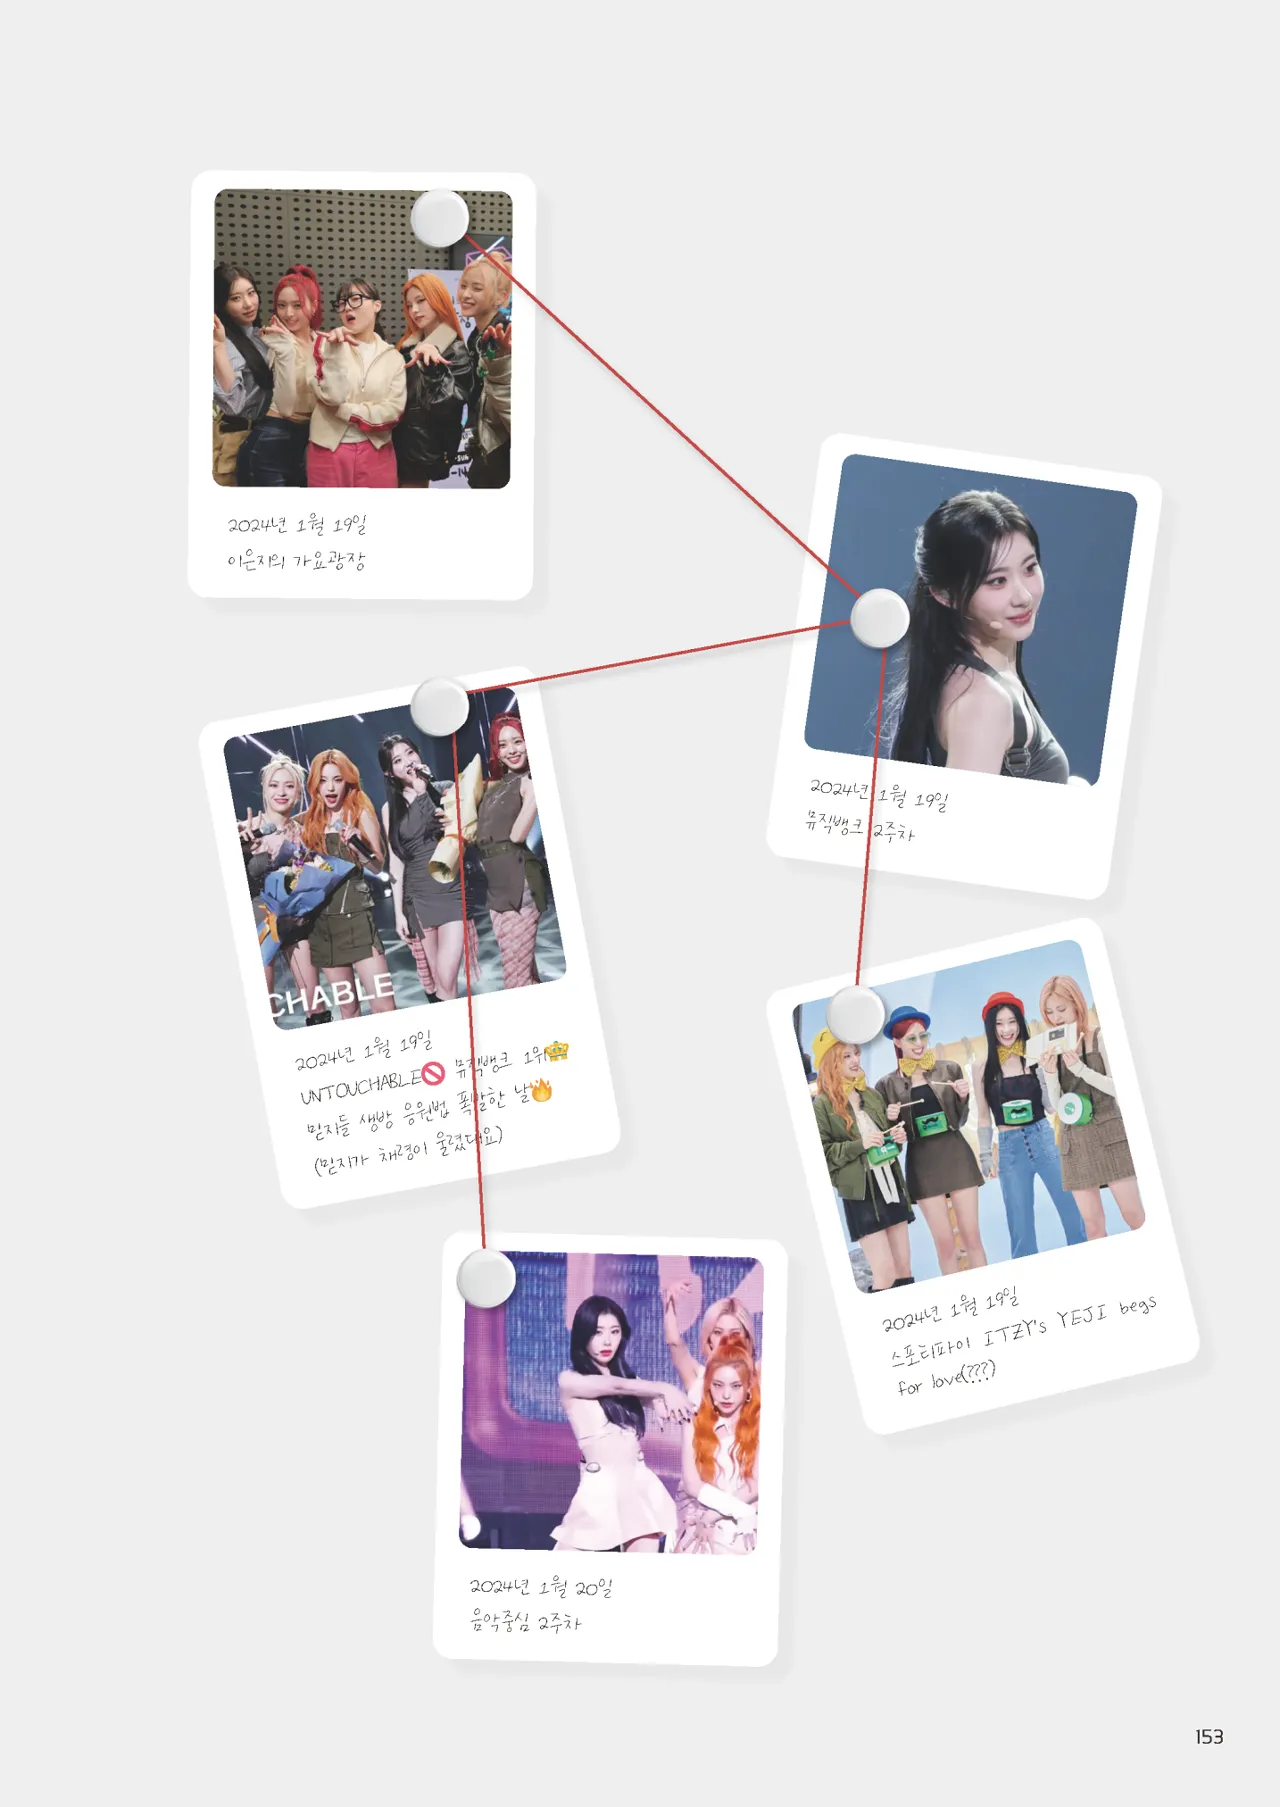 2024년 1월 19일
이은지의 가요광장
2024년 1월 19일
뮤직뱅크 2주차
CHABLE
2024년 1월 19일
UNTOUCHABLE🚫 뮤직뱅크 1위👑
믿지들 생방 응원법 폭발한 날🔥
(믿지가 채령이 울렸대요)
2024년 1월 19일
스포티파이 ITZY's YEJI begs
for love(???)
2024년 1월 20일
음악중심 2주차
153